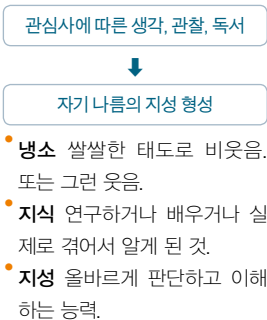 관심사에 따른 생각, 관찰, 독서
자기 나름의 지성 형성
냉소 쌀쌀한 태도로 비웃음.
또는 그런 웃음.
지식 연구하거나 배우거나 실
제로 겪어서 알게 된 것.
지성 올바르게 판단하고 이해
하는 능력.